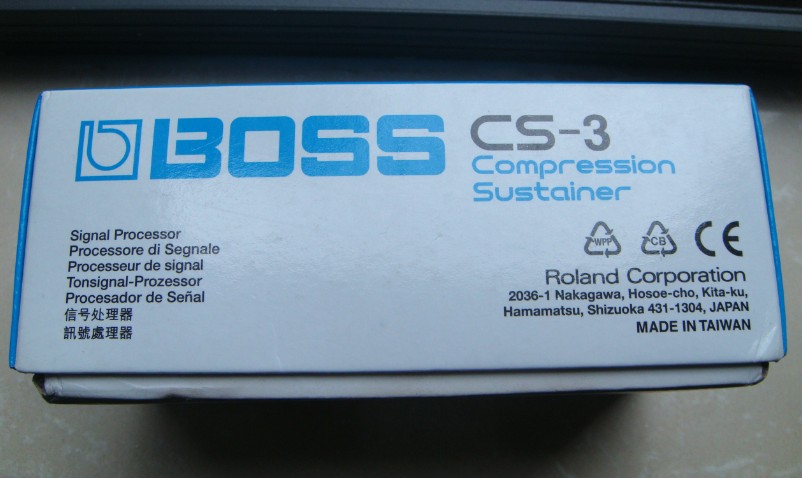 BOSS CS-3
Compression
Sustainer
Signal Processor
Processore di Segnale
Processeur de signal
Tonsignal-Prozessor
Procesador de Señal
信号处理器
訊號處理器
WPP CB CE
Roland Corporation
2036-1 Nakagawa, Hosoe-cho, Kita-ku,
Hamamatsu, Shizuoka 431-1304, JAPAN
MADE IN TAIWAN